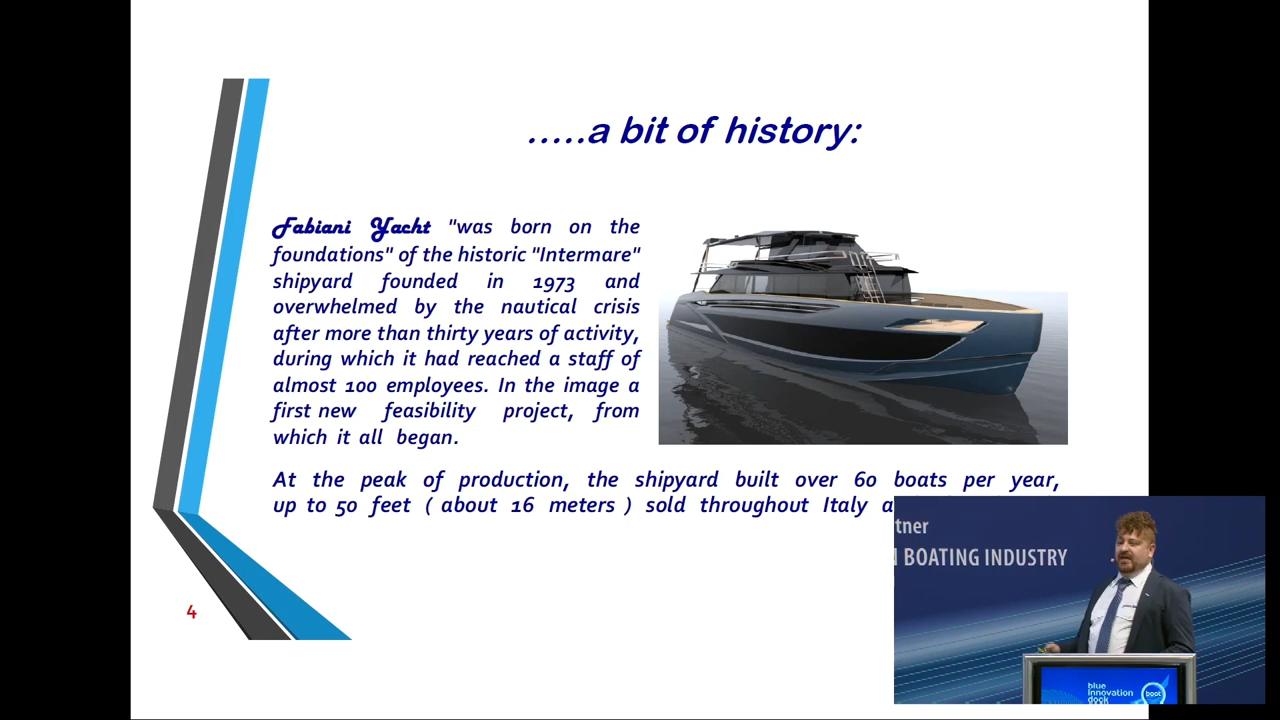 .....a bit of history:
Fabiani Yacht "was born on the
foundations" of the historic "Intermare"
shipyard founded in 1973 and
overwhelmed by the nautical crisis
after more than thirty years of activity,
during which it had reached a staff of
almost 100 employees. In the image a
first new feasibility project, from
which it all began.
At the peak of production, the shipyard built over 60 boats per year,
up to 50 feet ( about 16 meters ) sold throughout Italy
4
BOATING INDUSTRY
blue
innovation
dock
boot